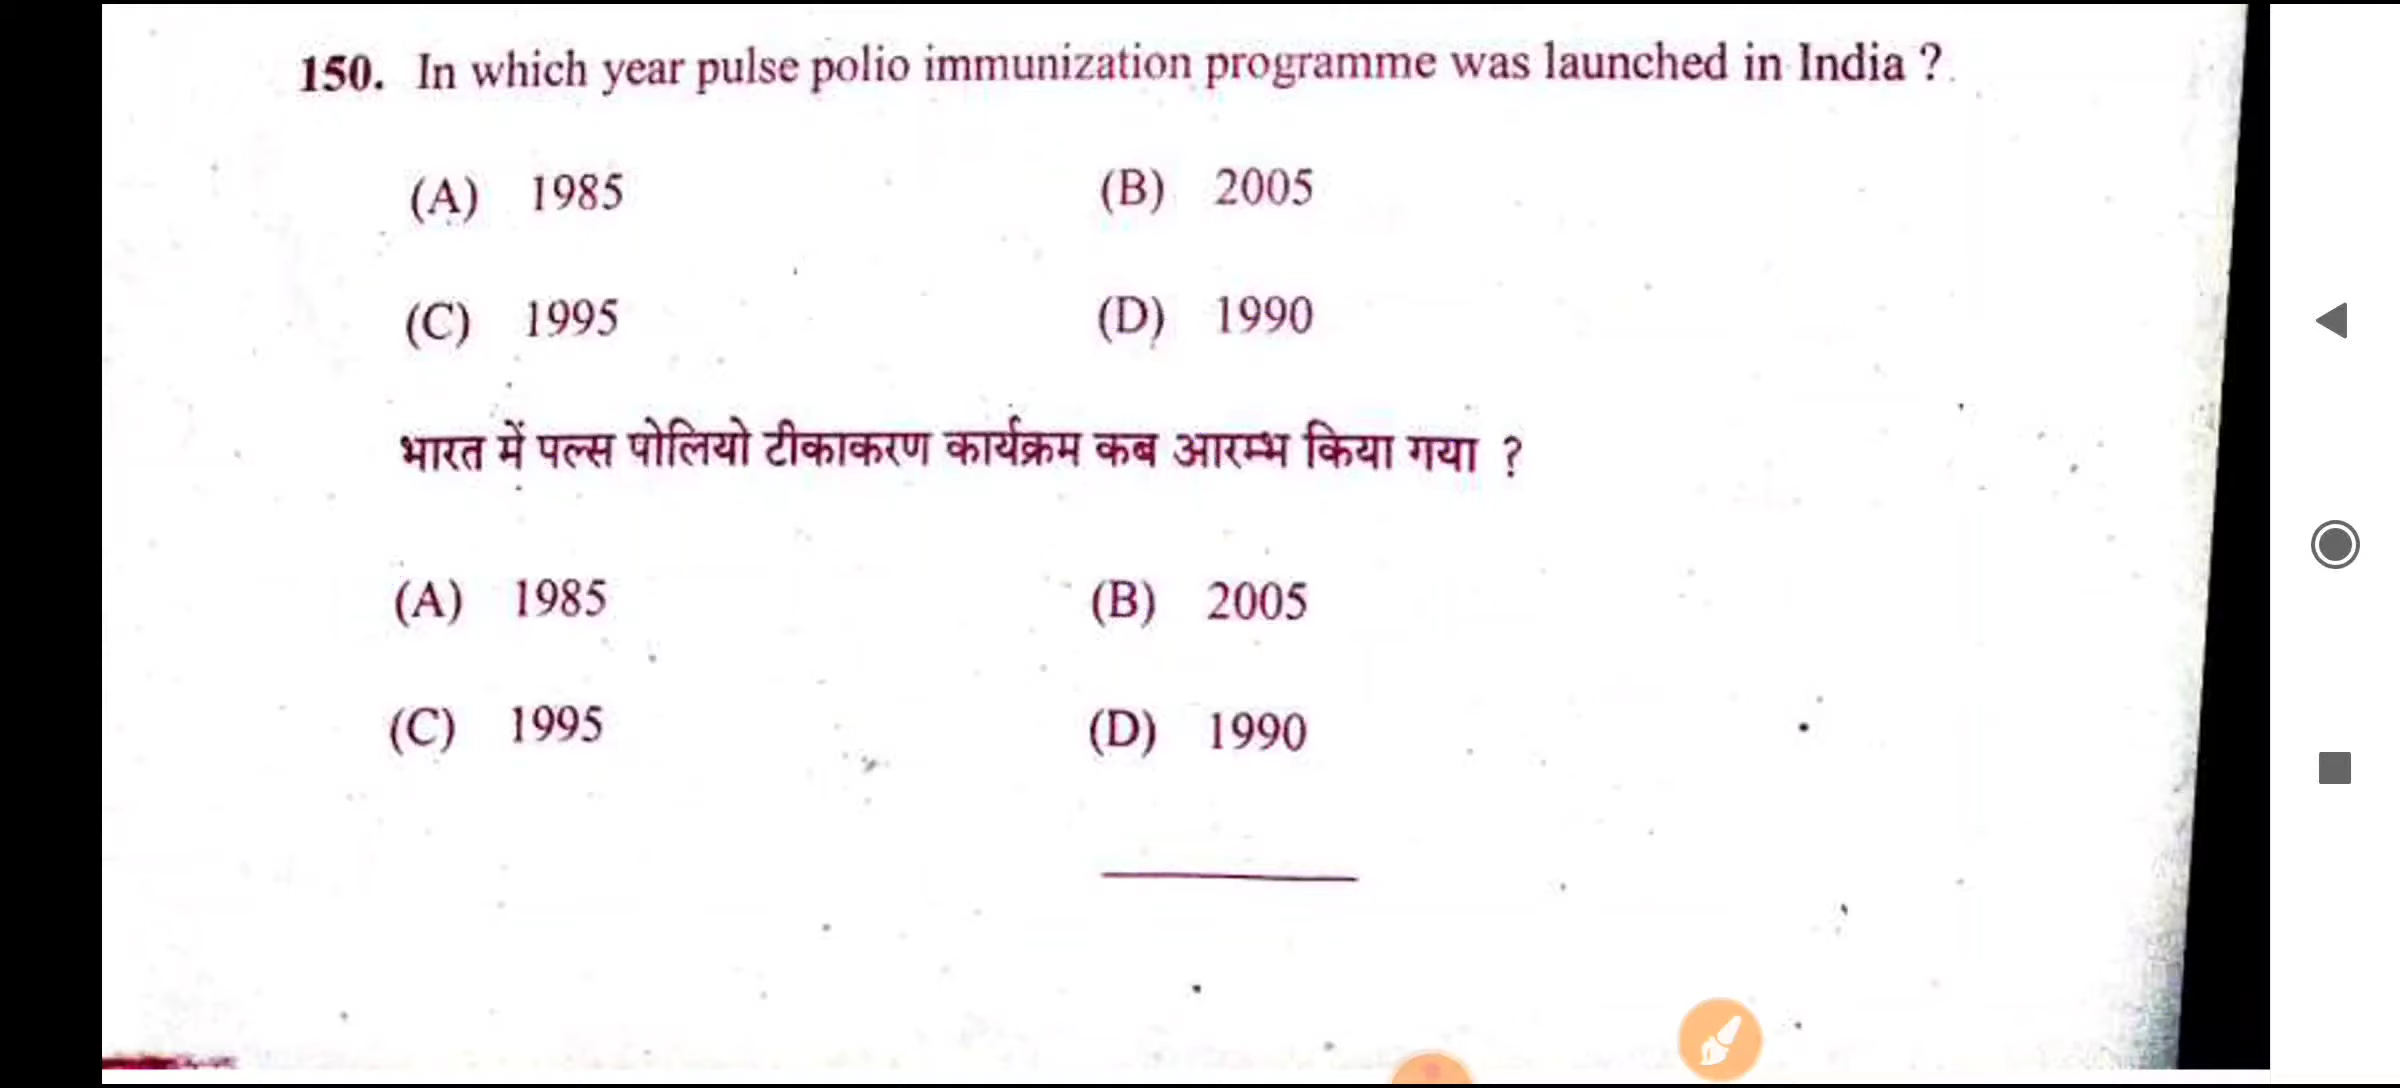 150. In which year pulse polio immunization programme was launched in India ?
(A) 1985 (B) 2005
(C) 1995 (D) 1990
भारत में पल्स पोलियो टीकाकरण कार्यक्रम कब आरम्भ किया गया ?
(A) 1985 (B) 2005
(C) 1995 (D) 1990